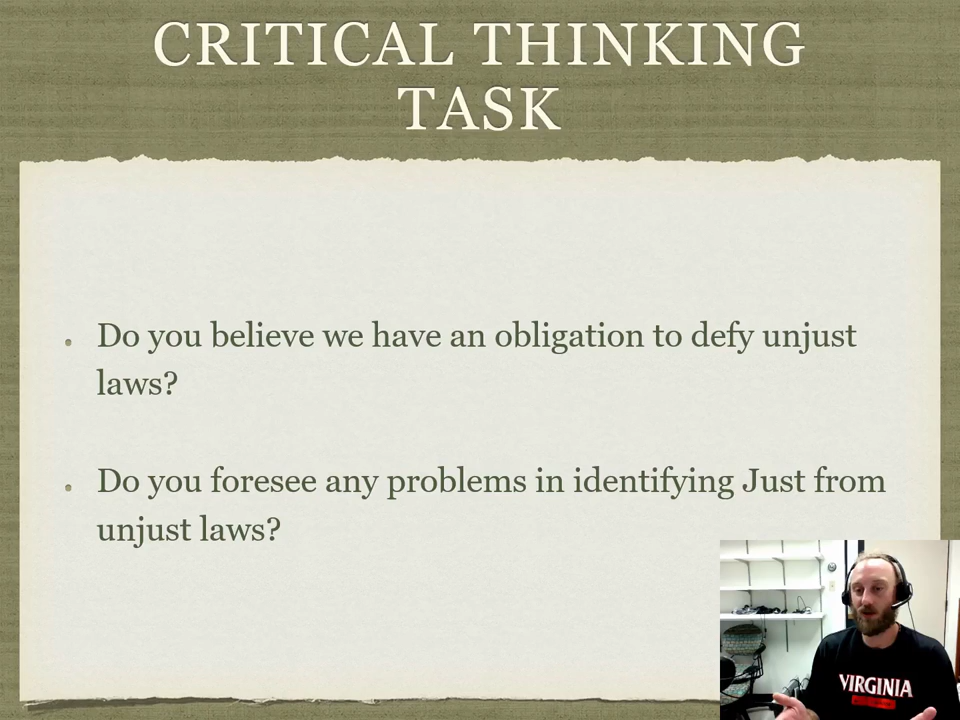 CRITICAL THINKING
TASK
Do you believe we have an obligation to defy unjust
laws?
Do you foresee any problems in identifying Just from
unjust laws?
VIRGINIA